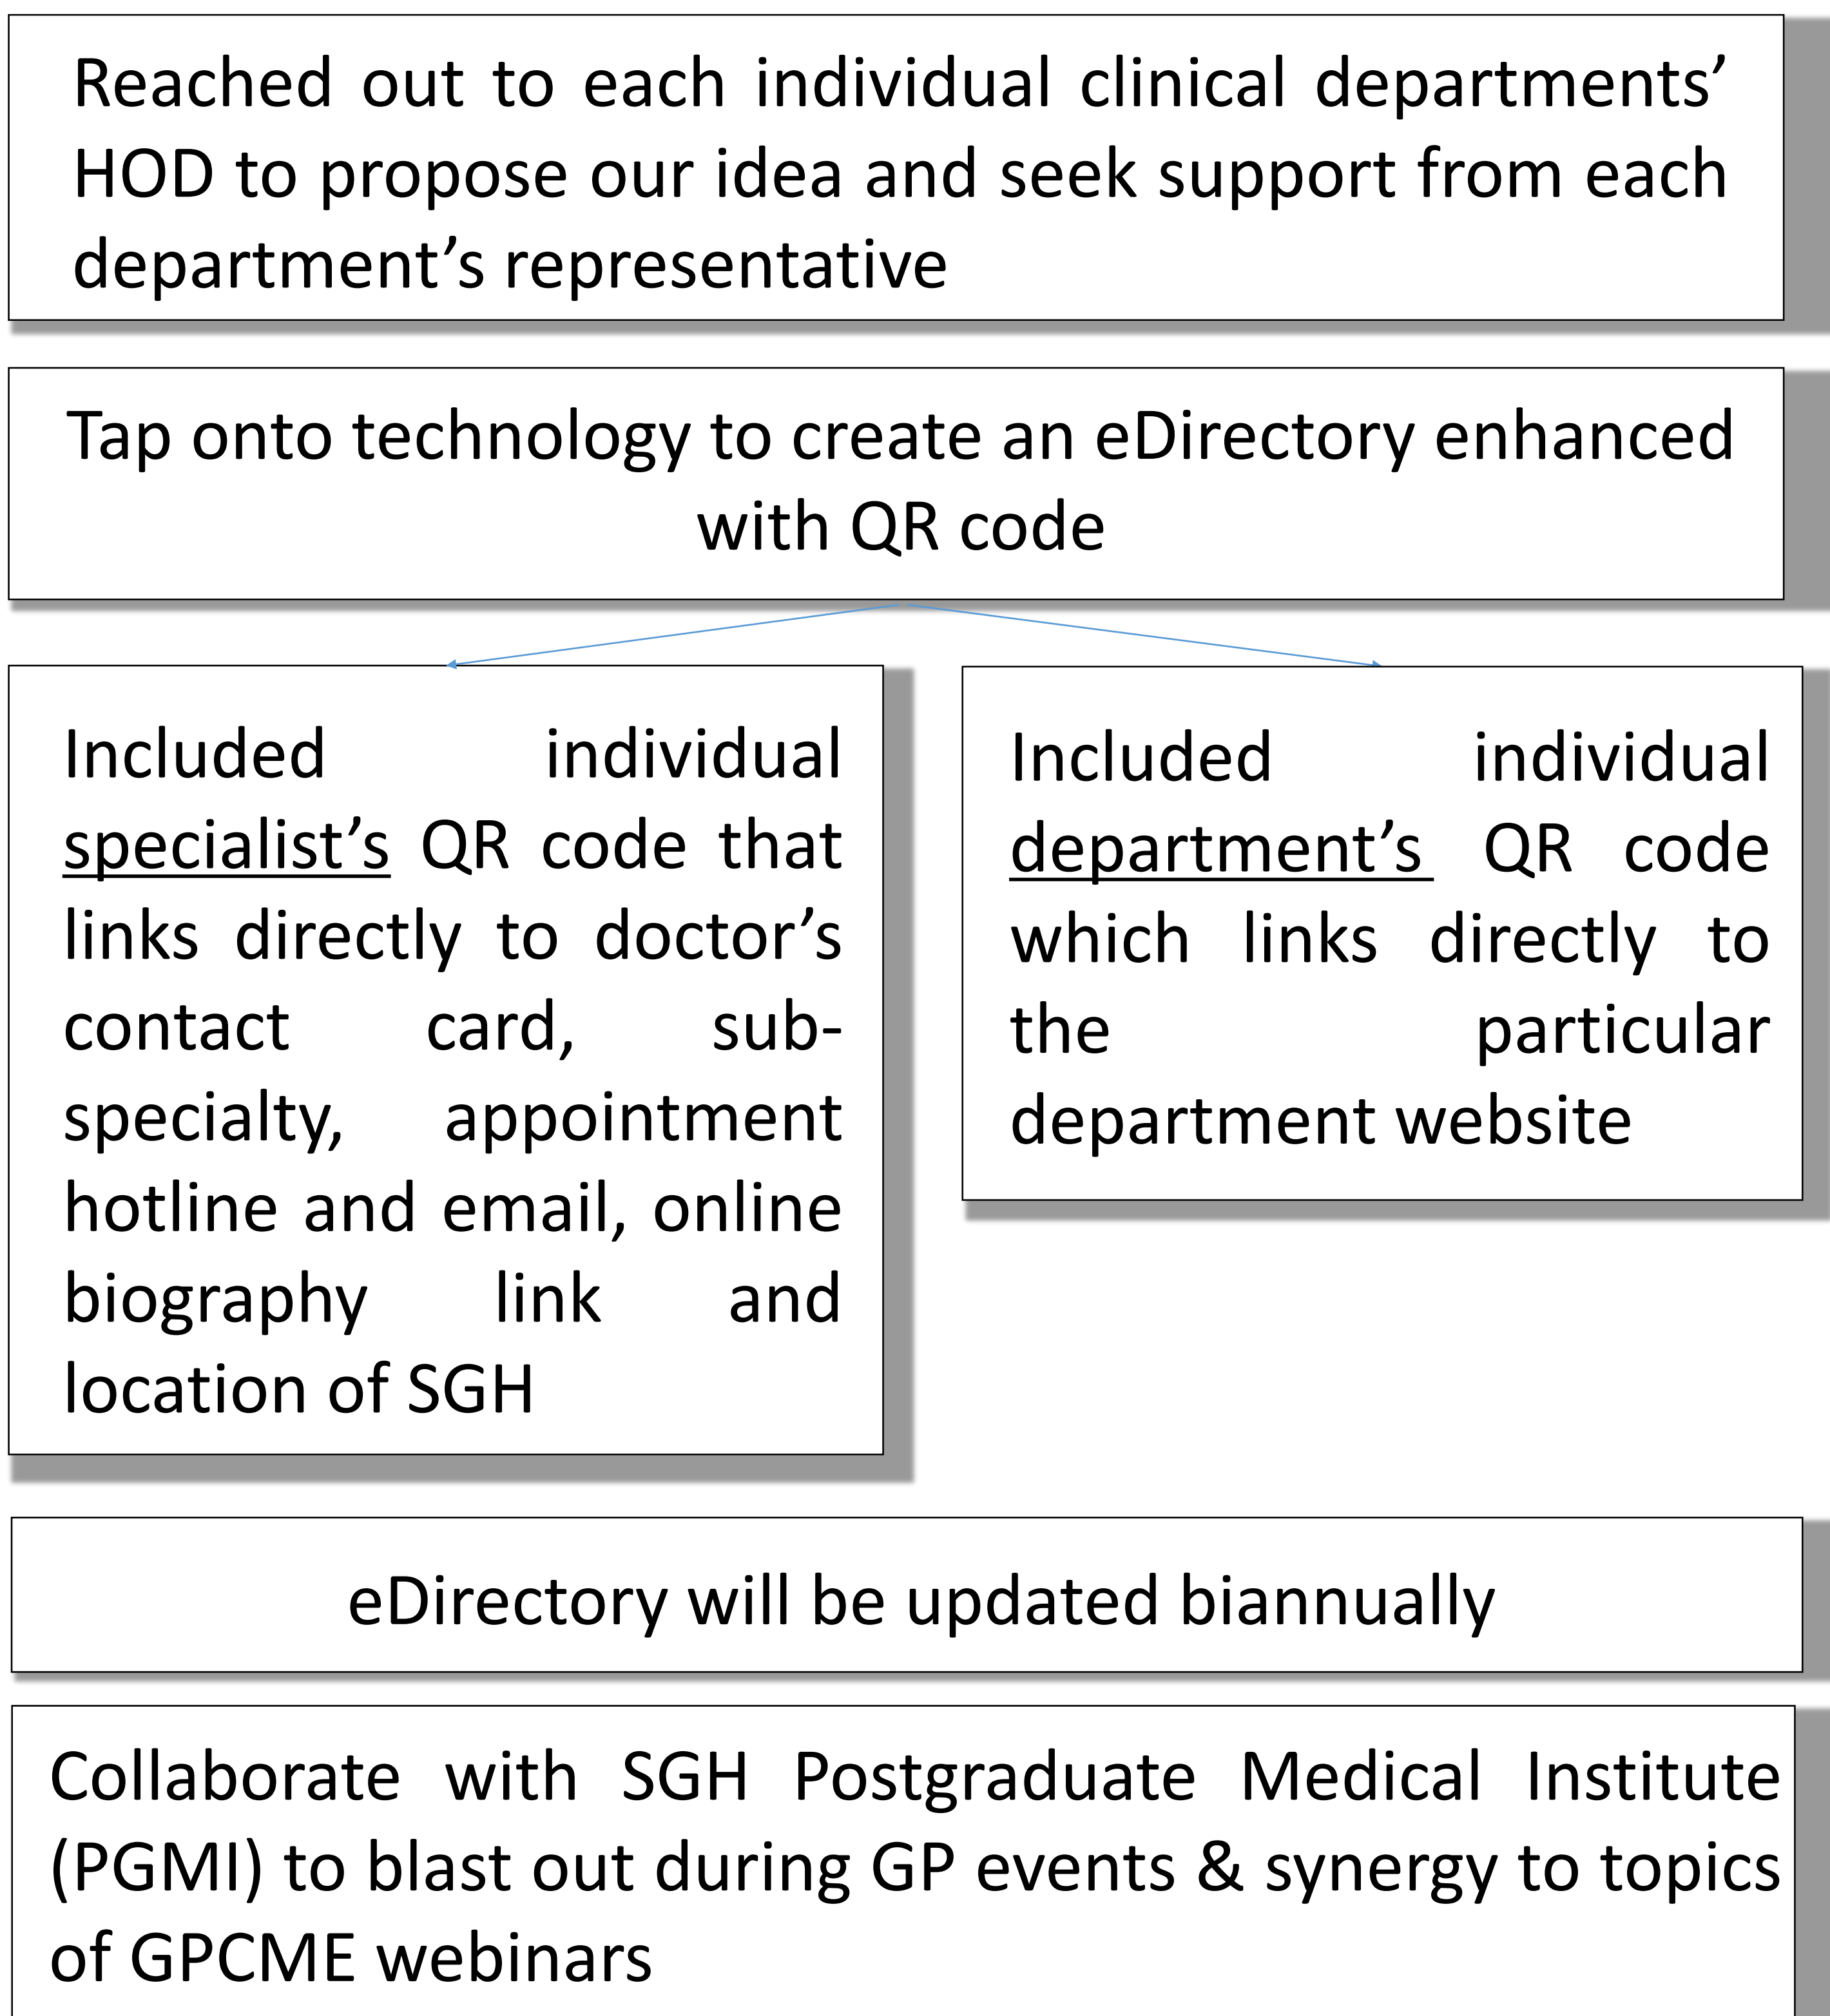 Reached out to each individual clinical departments’
HOD to propose our idea and seek support from each
department’s representative
Tap onto technology to create an eDirectory enhanced
with QR code
Included individual
specialist’s QR code that
links directly to doctor’s
contact card, sub-
specialty, appointment
hotline and email, online
biography link and
location of SGH
Included individual
department’s QR code
which links directly to
the particular
department website
eDirectory will be updated biannually
Collaborate with SGH Postgraduate Medical Institute
(PGMI) to blast out during GP events & synergy to topics
of GPCME webinars